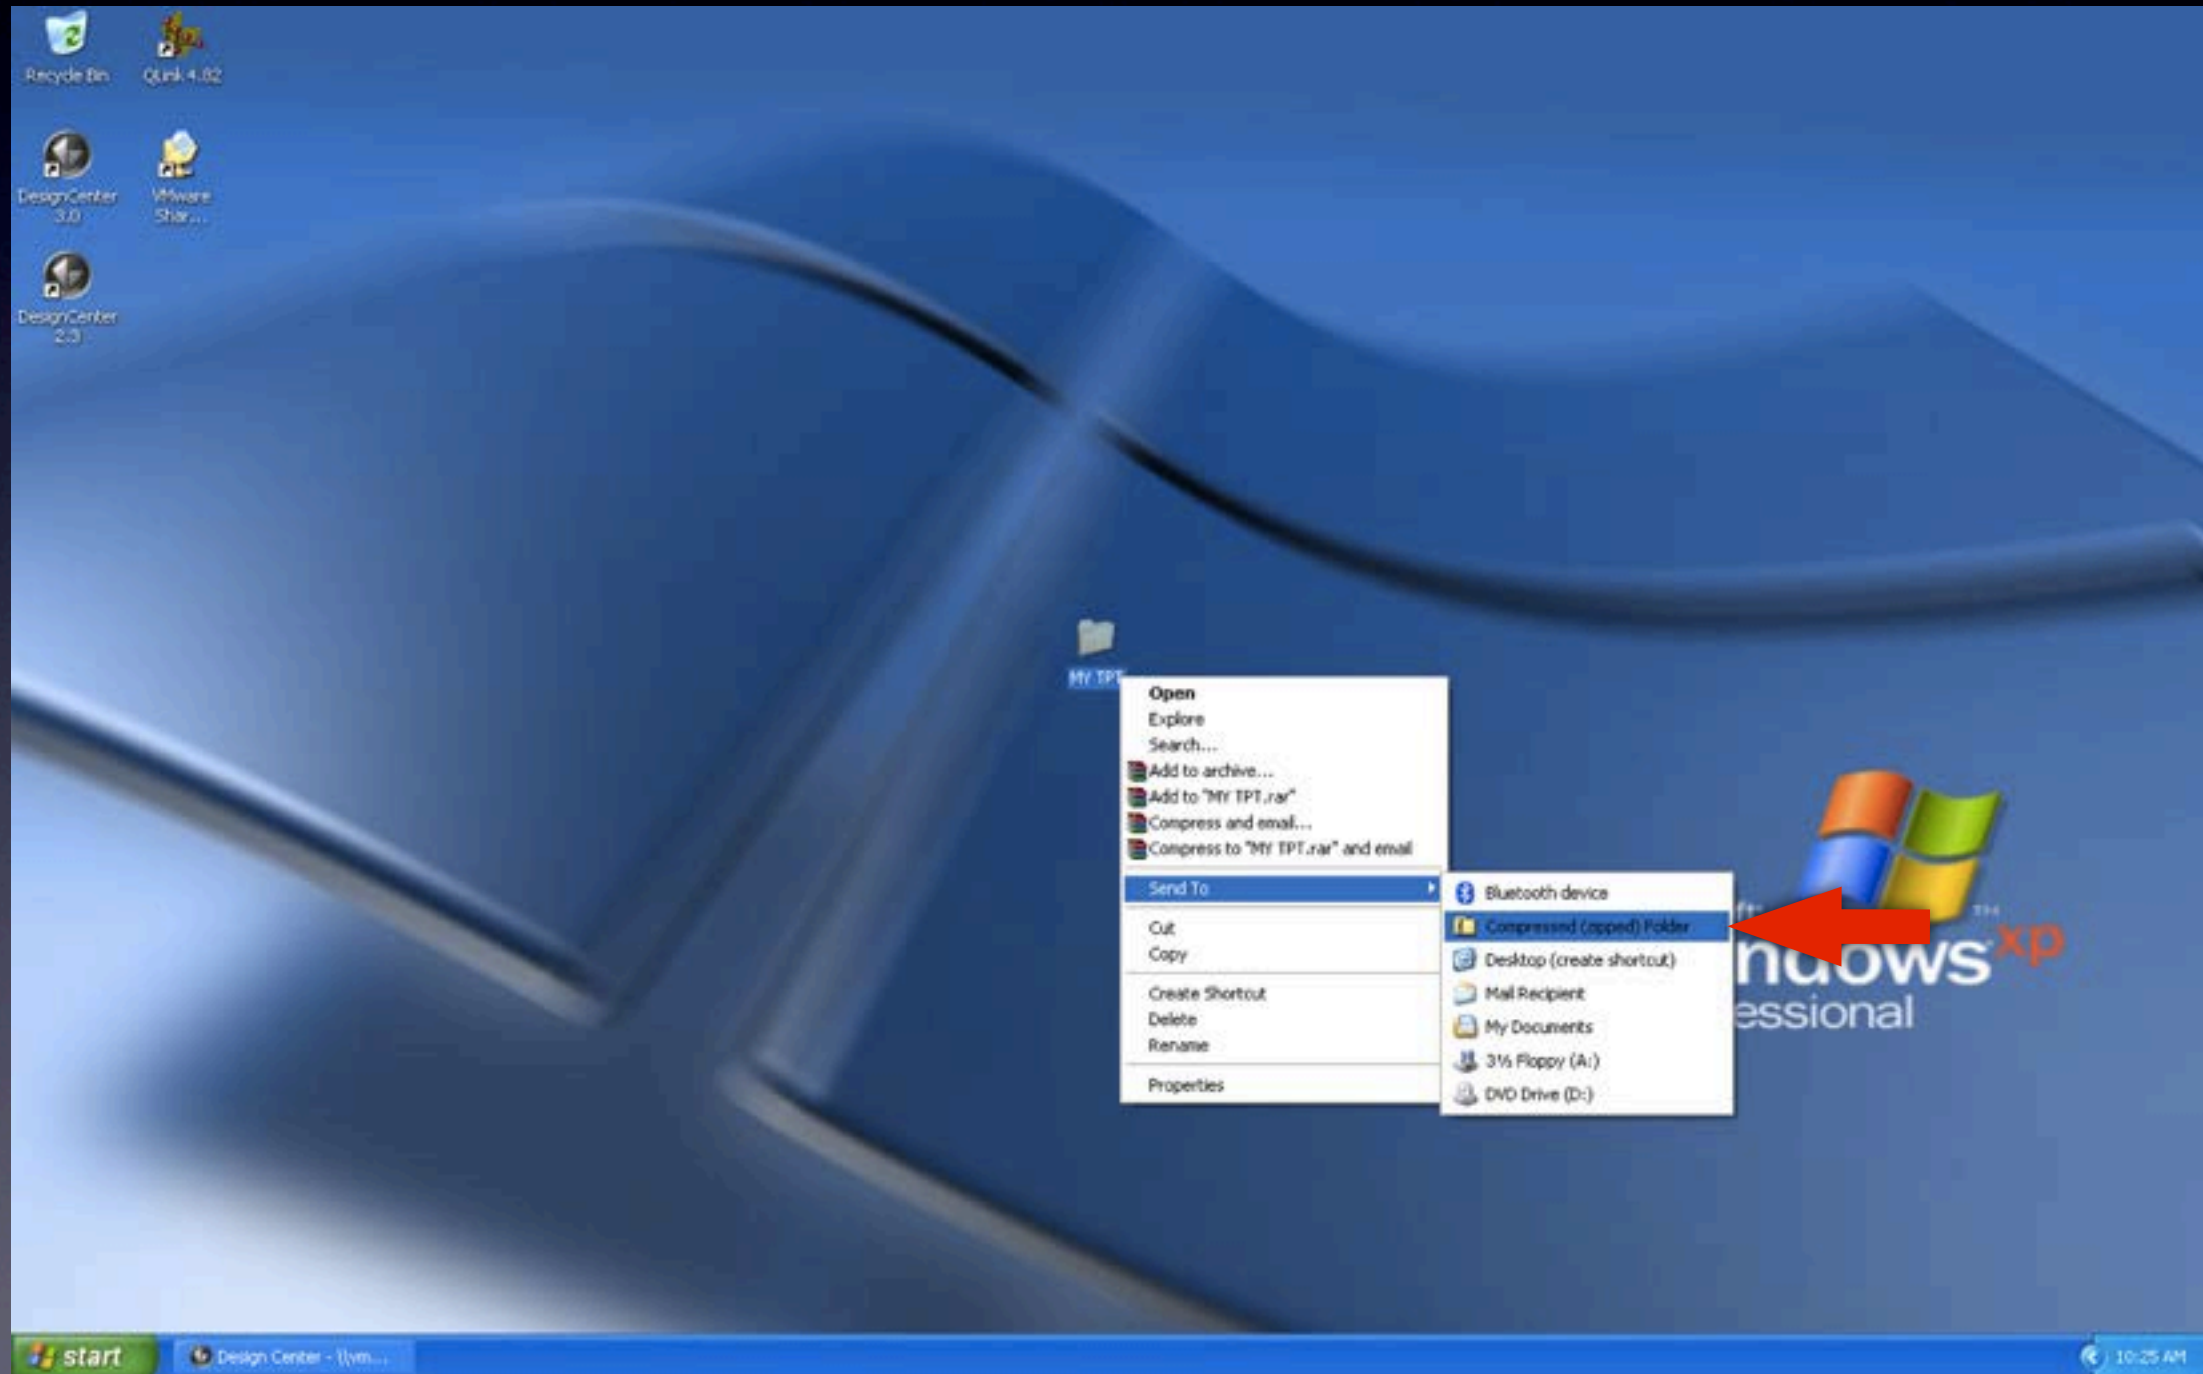 Recycle Bin
QLink 4.82
DesignCenter
3.0
VMware
Shar...
DesignCenter
2.3
MY TPT
Open
Explore
Search...
Add to archive...
Add to "MY TPT.rar"
Compress and email...
Compress to "MY TPT.rar" and email
Send To
Cut
Copy
Create Shortcut
Delete
Rename
Properties
Bluetooth device
Compressed (zipped) Folder
Desktop (create shortcut)
Mail Recipient
My Documents
3½ Floppy (A:)
DVD Drive (D:)
ft
TM
ndows xp
essional
start
Design Center - \\vm...
10:25 AM